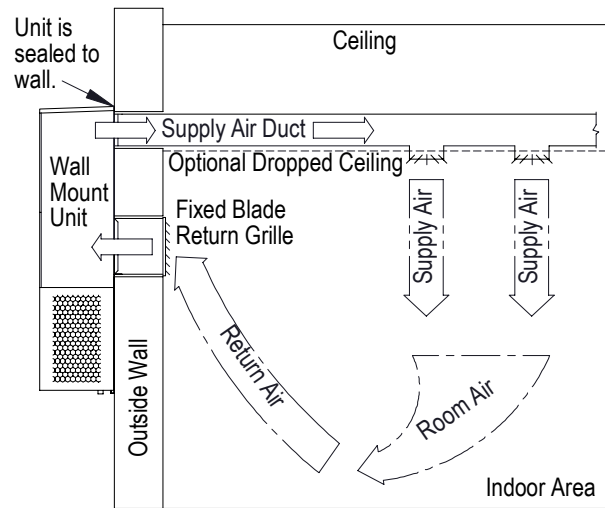 Unit is
sealed to
wall.
Ceiling
Supply Air Duct
Optional Dropped Ceiling
Wall
Mount
Unit
Fixed Blade
Return Grille
Supply Air
Supply Air
Return Air
Room Air
Outside Wall
Indoor Area